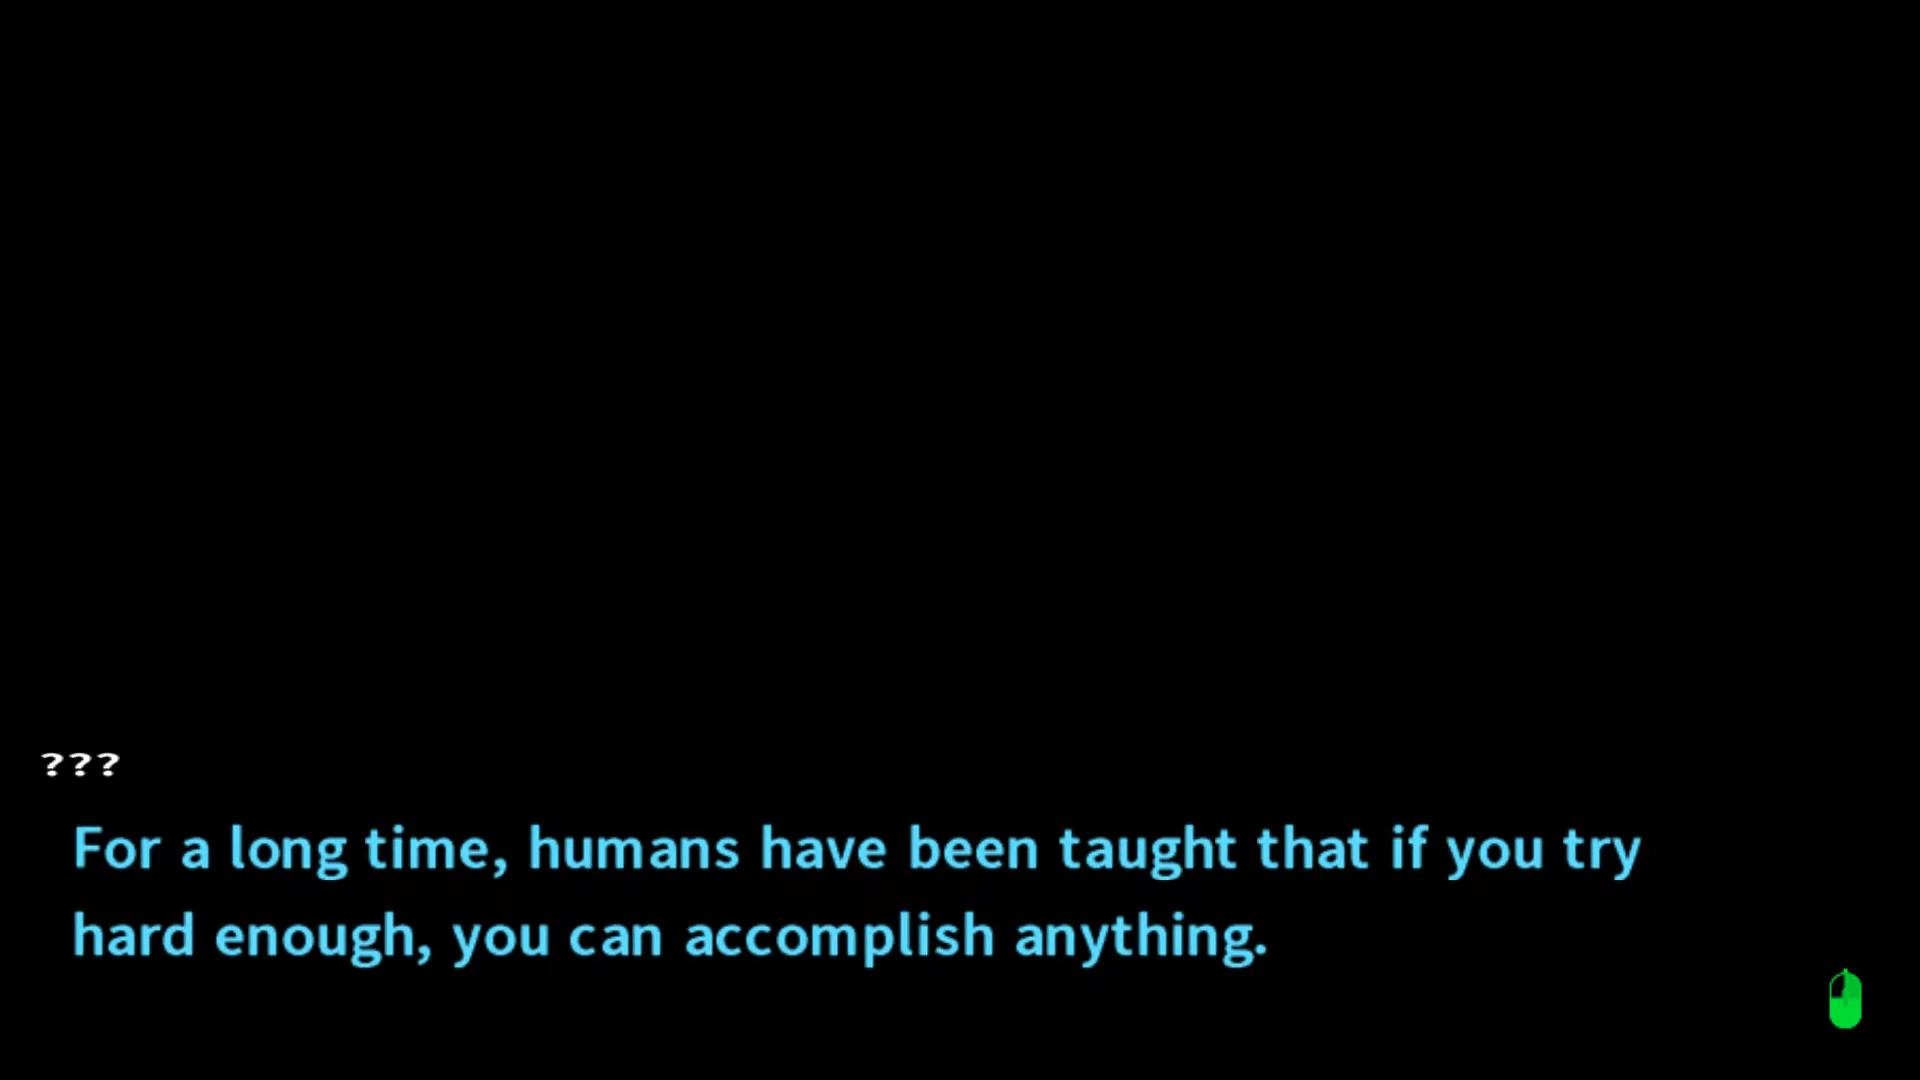 ???
For a long time, humans have been taught that if you try
hard enough, you can accomplish anything.